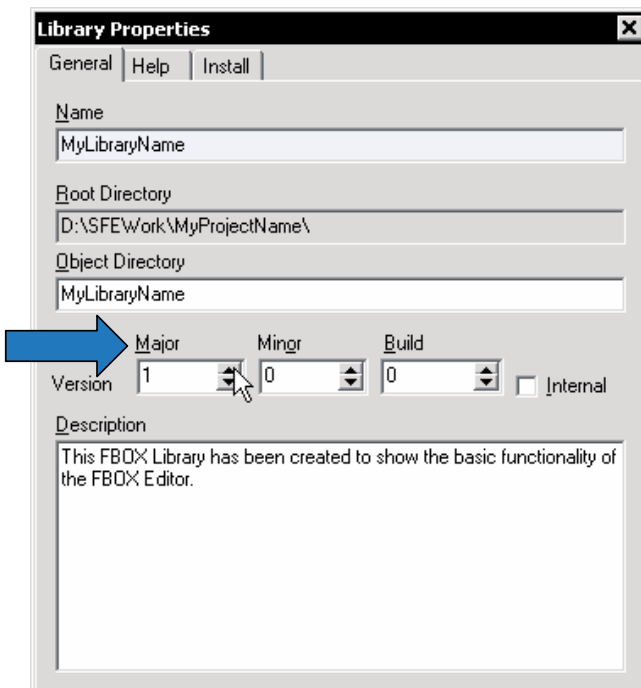 Library Properties
General Help Install
Name
MyLibraryName
Root Directory
D:\SFEWork\MyProjectName\
Object Directory
MyLibraryName
Major Minor Build
Version 1 0 0 Internal
Description
This FBOX Library has been created to show the basic functionality of
the FBOX Editor.